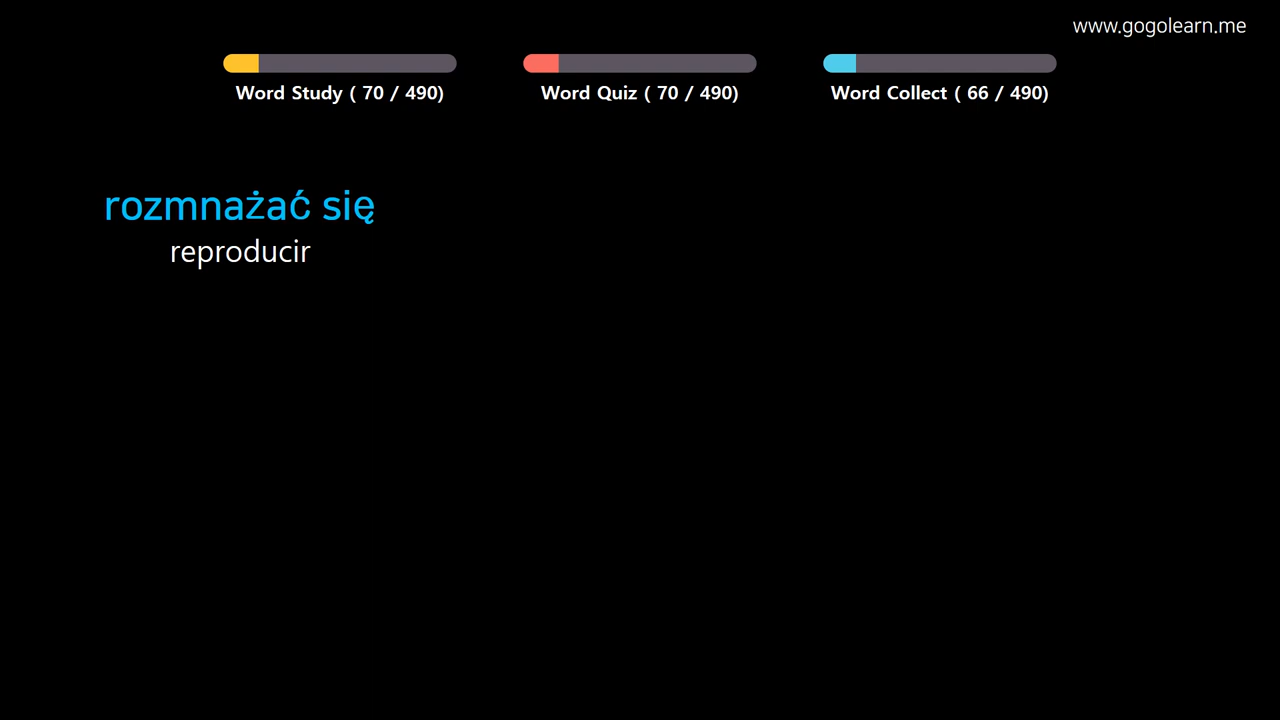 www.gogolearn.me
Word Study ( 70 / 490)
Word Quiz ( 70 / 490)
Word Collect ( 66 / 490)
rozmnażać się
reproducir